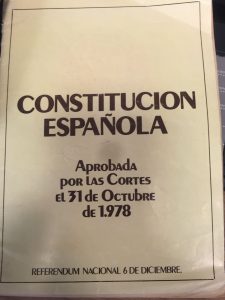 CONSTITUCION
ESPAÑOLA
Aprobada
por las Cortes
el 31 de Octubre
de 1.978
REFERENDUM NACIONAL 6 DE DICIEMBRE.